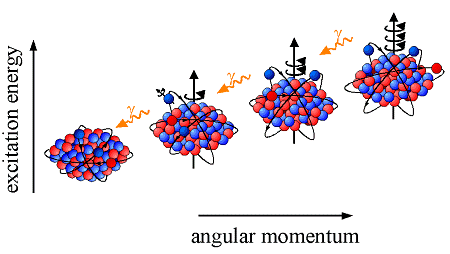 γ
γ
γ
excitation energy
angular momentum